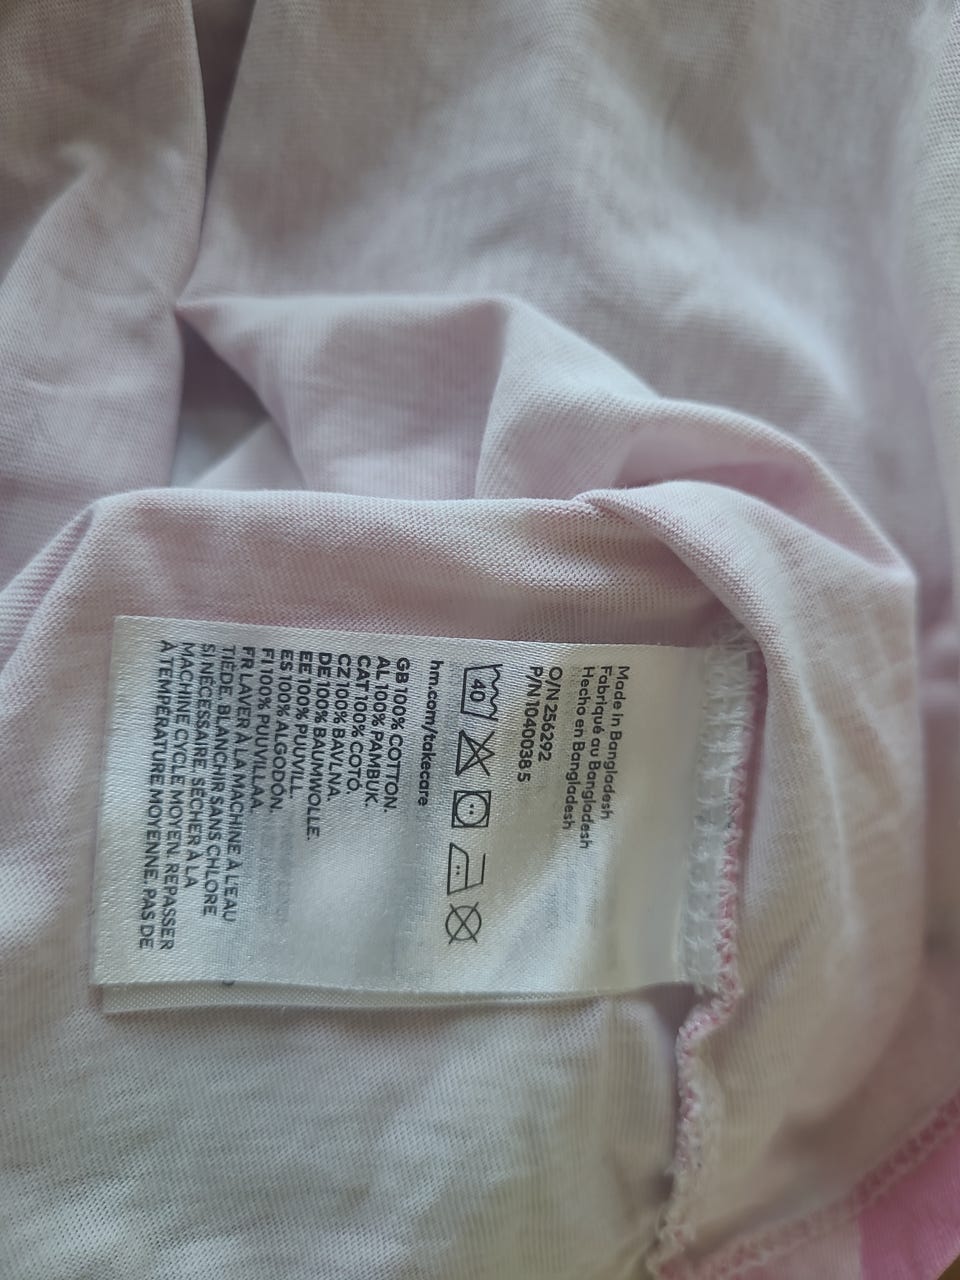 Made in Bangladesh
Fabriqué au Bangladesh
Hecho en Bangladesh
O/N 256292
P/N 10400385
40
hm.com/takecare
GB 100% COTTON.
AL 100% PAMBUK.
CAT 100% COTÓ.
CZ 100% BAVLNA.
DE 100% BAUMWOLLE.
EE 100% PUUVILL.
ES 100% ALGODÓN.
FI 100% PUUVILLAA.
FR LAVER À LA MACHINE À L'EAU
TIÈDE. BLANCHIR SANS CHLORE
SI NÉCESSAIRE. SÉCHER À LA
MACHINE CYCLE MOYEN. REPASSER
À TEMPÉRATURE MOYENNE. PAS DE